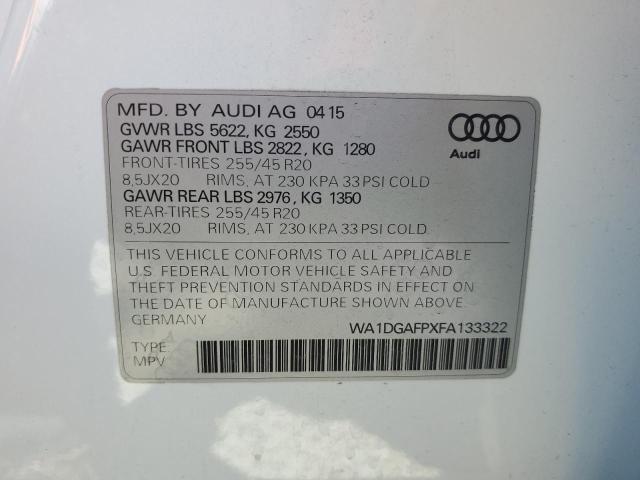 MFD. BY AUDI AG 04 15
GVWR LBS 5622, KG 2550
GAWR FRONT LBS 2822, KG 1280
FRONT-TIRES 255/45 R20
8,5JX20 RIMS, AT 230 KPA 33 PSI COLD
GAWR REAR LBS 2976, KG 1350
REAR-TIRES 255/45 R20
8,5JX20 RIMS, AT 230 KPA 33 PSI COLD.
Audi
THIS VEHICLE CONFORMS TO ALL APPLICABLE
U.S. FEDERAL MOTOR VEHICLE SAFETY AND
THEFT PREVENTION STANDARDS IN EFFECT ON
THE DATE OF MANUFACTURE SHOWN ABOVE.
GERMANY
WA1DGAFPXFA133322
TYPE:
MPV